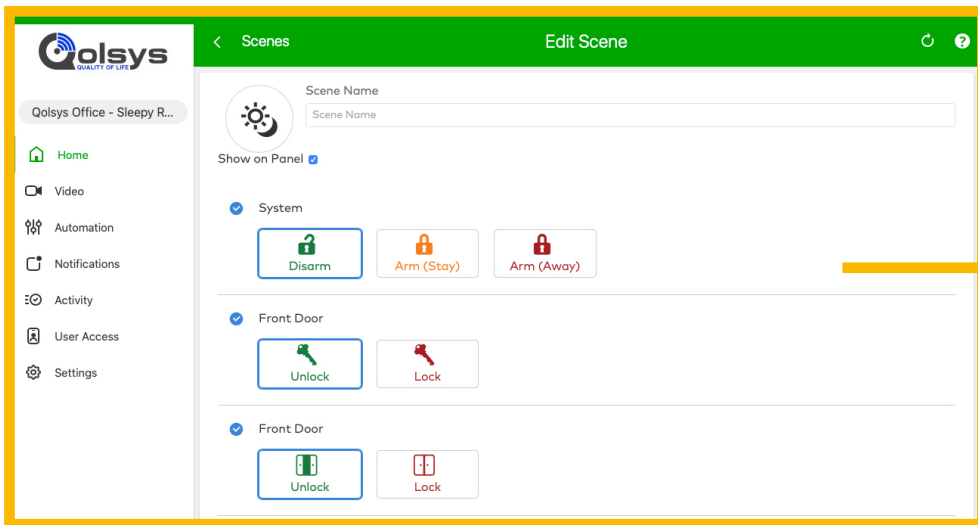 Qolsys
QUALITY OF LIFE
Qolsys Office - Sleepy R...
Home
Video
Automation
Notifications
Activity
User Access
Settings
Scenes
Edit Scene
?
Scene Name
Scene Name
Show on Panel
System
Disarm
Arm (Stay)
Arm (Away)
Front Door
Unlock
Lock
Front Door
Unlock
Lock